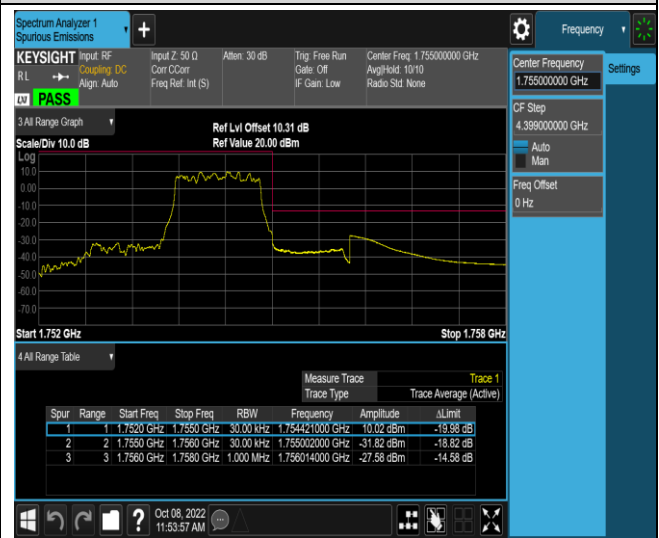 Spectrum Analyzer 1
Spurious Emissions
Frequency
KEYSIGHT
RL
LXI
PASS
Input: RF
Coupling: DC
Align: Auto
Input Z: 50 Ω
Corr CCorr
Freq Ref: Int (S)
Atten: 30 dB
Trig: Free Run
Gate: Off
IF Gain: Low
Center Freq: 1.755000000 GHz
Avg|Hold: 10/10
Radio Std: None
Center Frequency
1.755000000 GHz
Settings
CF Step
4.399000000 GHz
Auto
Man
Freq Offset
0 Hz
3 All Range Graph
Scale/Div 10.0 dB
Ref Lvl Offset 10.31 dB
Ref Value 20.00 dBm
Log
10.0
0.00
-10.0
-20.0
-30.0
-40.0
-50.0
-60.0
-70.0
Start 1.752 GHz
Stop 1.758 GHz
4 All Range Table
Measure Trace Trace 1
Trace Type Trace Average (Active)
Spur Range Start Freq Stop Freq RBW Frequency Amplitude ΔLimit
1 1 1.7520 GHz 1.7550 GHz 30.00 kHz 1.754421000 GHz 10.02 dBm -19.98 dB
2 2 1.7550 GHz 1.7560 GHz 30.00 kHz 1.755002000 GHz -31.82 dBm -18.82 dB
3 3 1.7560 GHz 1.7580 GHz 1.000 MHz 1.756014000 GHz -27.58 dBm -14.58 dB
Oct 08, 2022
11:53:57 AM